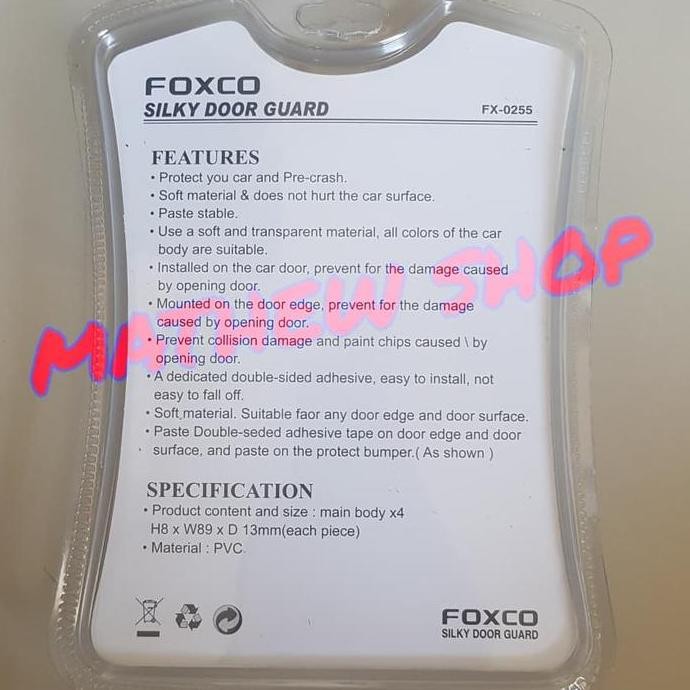 FOXCO
SILKY DOOR GUARD FX-0255
FEATURES
• Protect you car and Pre-crash.
• Soft material & does not hurt the car surface.
• Paste stable.
• Use a soft and transparent material, all colors of the car
body are suitable.
• Installed on the car door, prevent for the damage caused
by opening door.
• Mounted on the door edge, prevent for the damage
caused by opening door.
• Prevent collision damage and paint chips caused \ by
opening door.
• A dedicated double-sided adhesive, easy to install, not
easy to fall off.
• Soft material. Suitable faor any door edge and door surface.
• Paste Double-seded adhesive tape on door edge and door
surface, and paste on the protect bumper.( As shown )
MATHEW SHOP
SPECIFICATION
• Product content and size : main body x4
H8 x W89 x D 13mm(each piece)
• Material : PVC.
FOXCO
SILKY DOOR GUARD